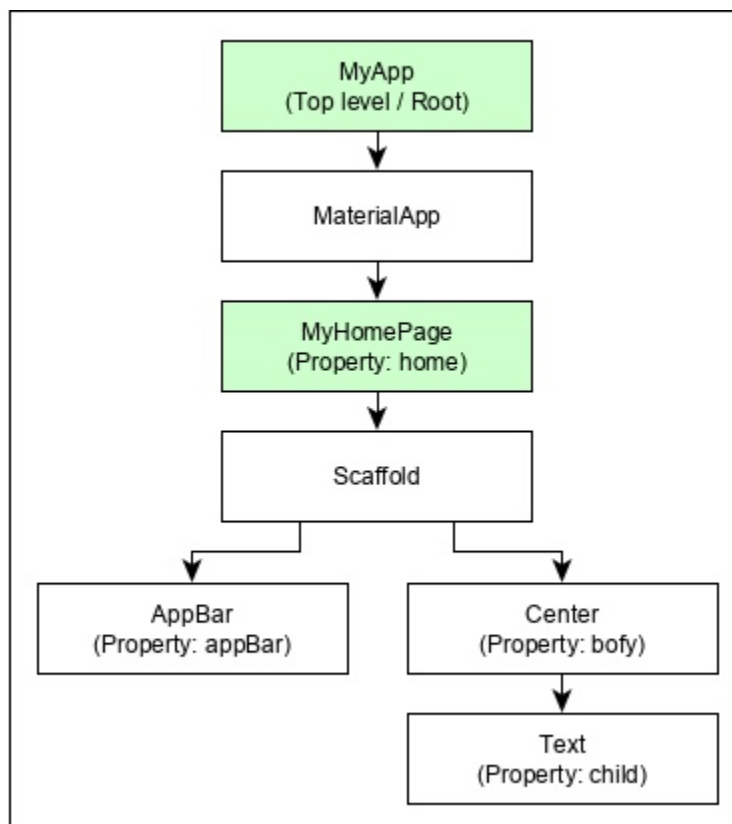 MyApp
(Top level / Root)
MaterialApp
MyHomePage
(Property: home)
Scaffold
AppBar
(Property: appBar)
Center
(Property: bofy)
Text
(Property: child)